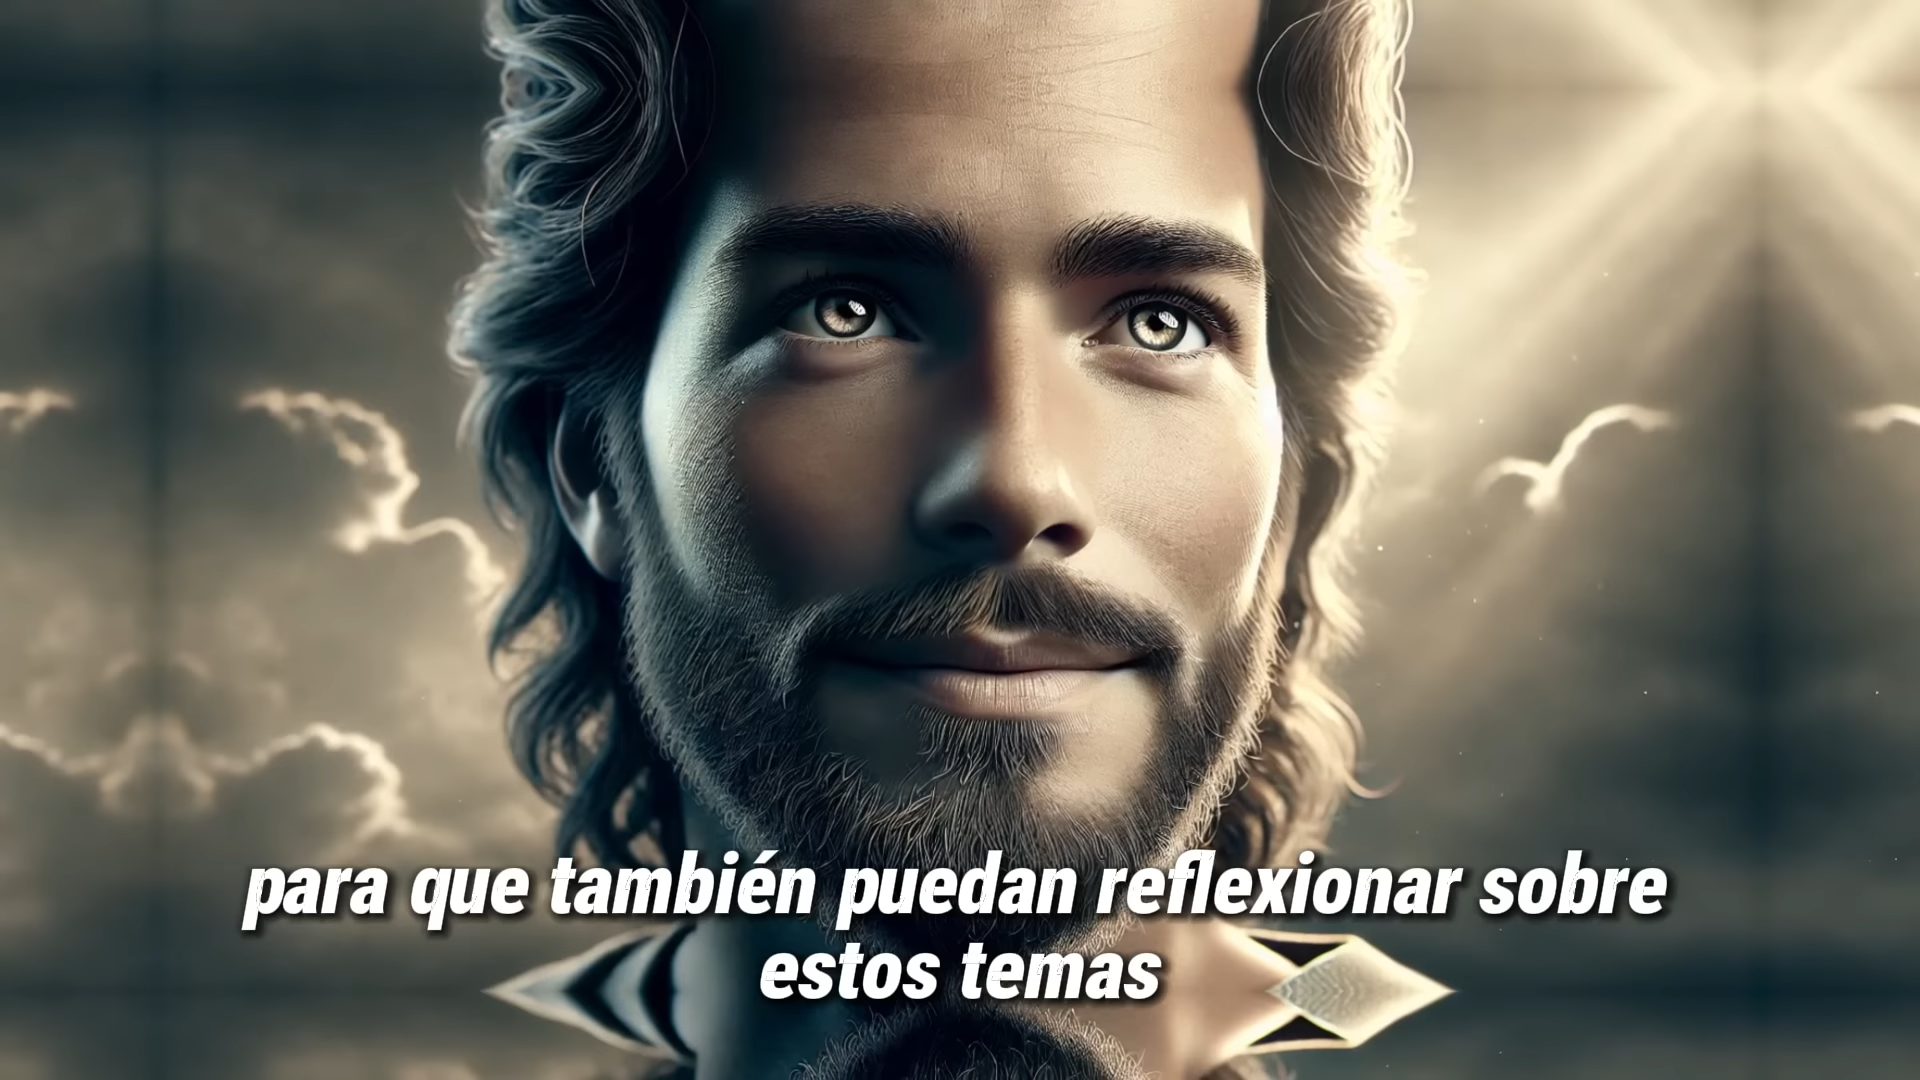 para que también puedan reflexionar sobre
estos temas